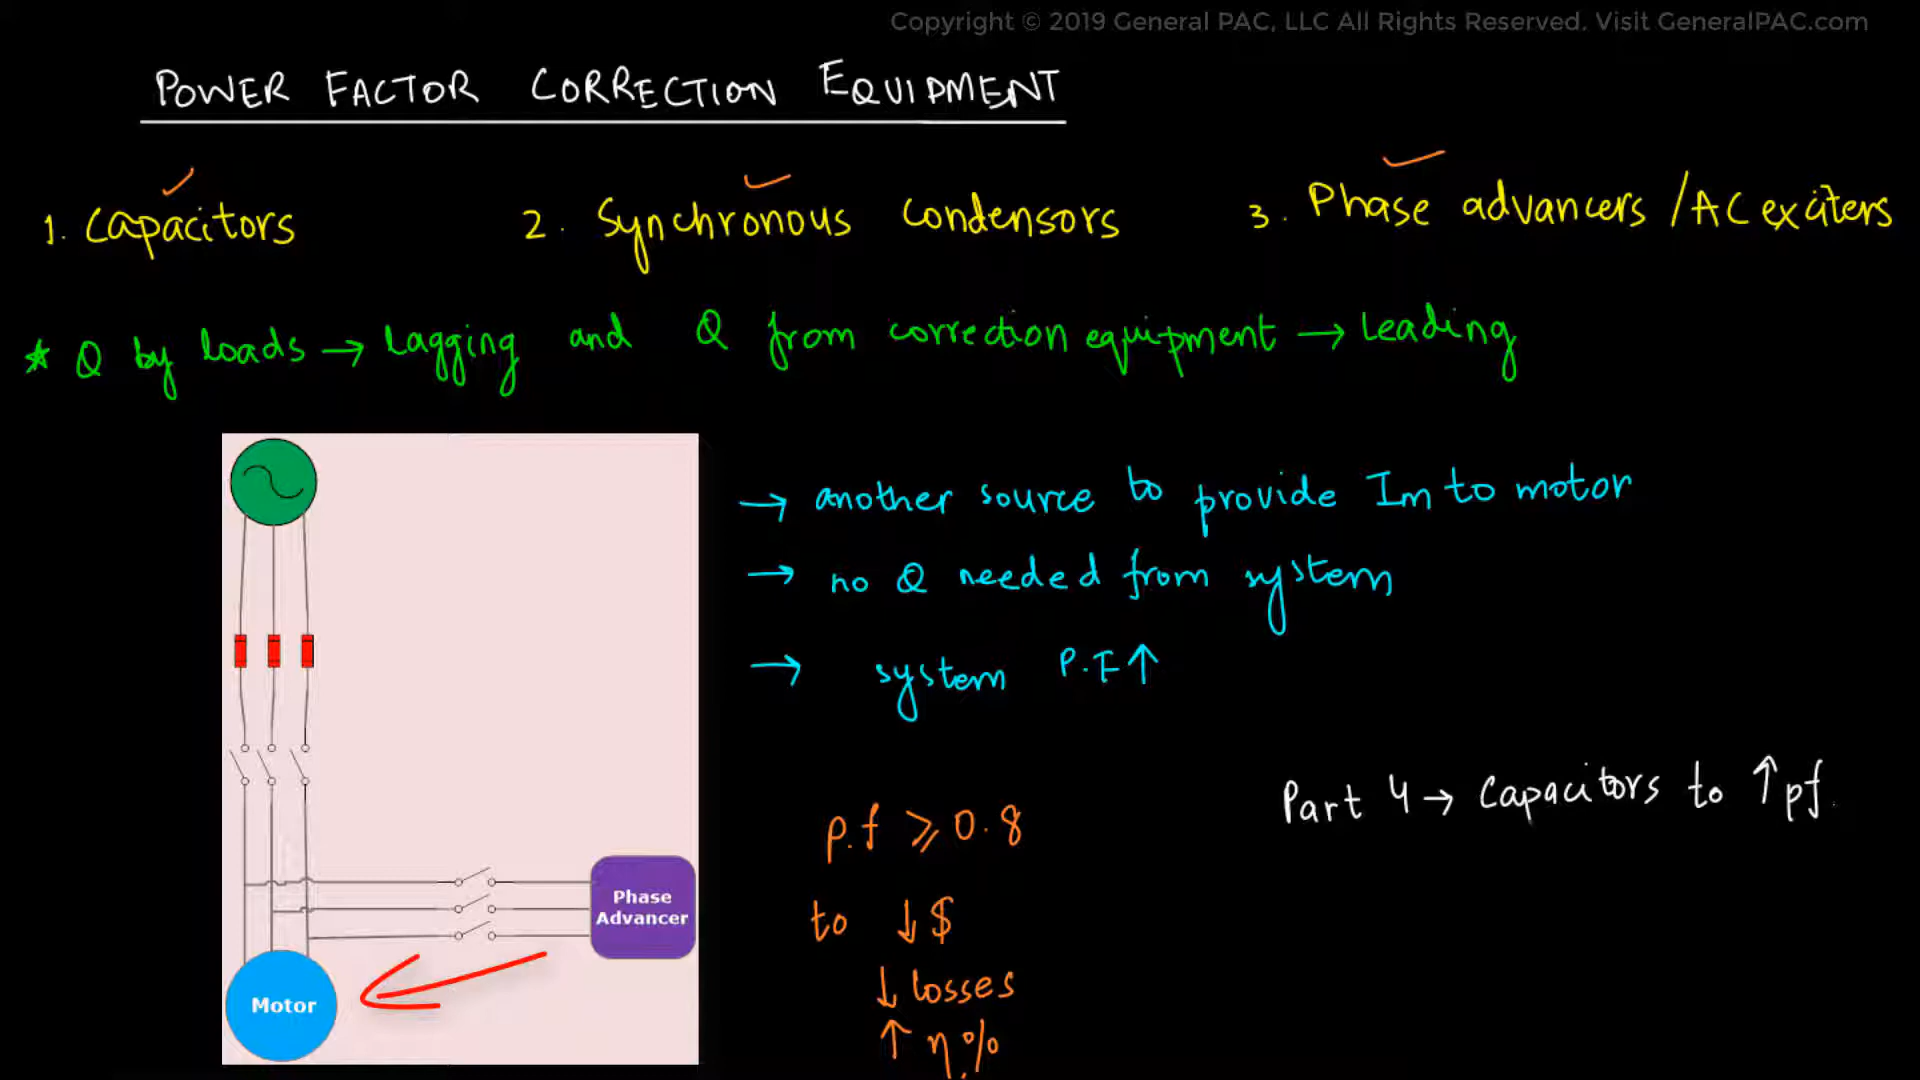 Copyright © 2019 General PAC, LLC All Rights Reserved. Visit GeneralPAC.com
POWER FACTOR CORRECTION EQUIPMENT
1. Capacitors 2. Synchronous Condensors 3. Phase advancers / AC exciters
* Q by loads → Lagging and Q from correction equipment → Leading
→ another source to provide Im to motor
→ no Q needed from system
→ system P.F ↑
Part 4 → Capacitors to ↑ pf.
p.f ⩾ 0.8
Phase
Advancer
to ↓ $
↓ losses
Motor
↑ η%